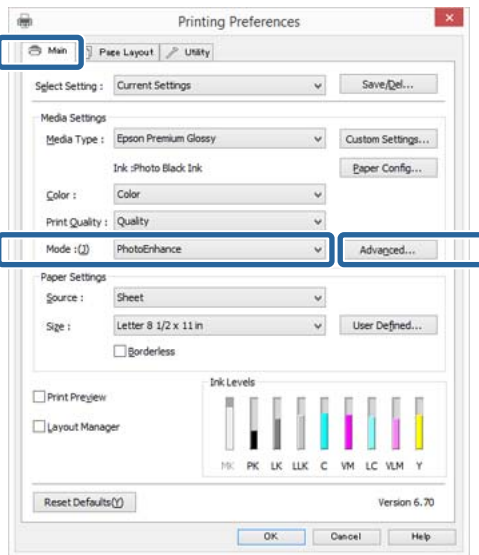 Printing Preferences
Main Page Layout Utility
Select Setting : Current Settings Save/Del...
Media Settings
Media Type : Epson Premium Glossy Custom Settings...
Ink :Photo Black Ink Paper Config...
Color : Color
Print Quality : Quality
Mode :(J) PhotoEnhance Advanced...
Paper Settings
Source : Sheet
Size : Letter 8 1/2 x 11 in User Defined...
Borderless
Ink Levels
Print Preview
Layout Manager
MK PK LK LLK C VM LC VLM Y
Reset Defaults(Y) Version 6.70
OK Cancel Help